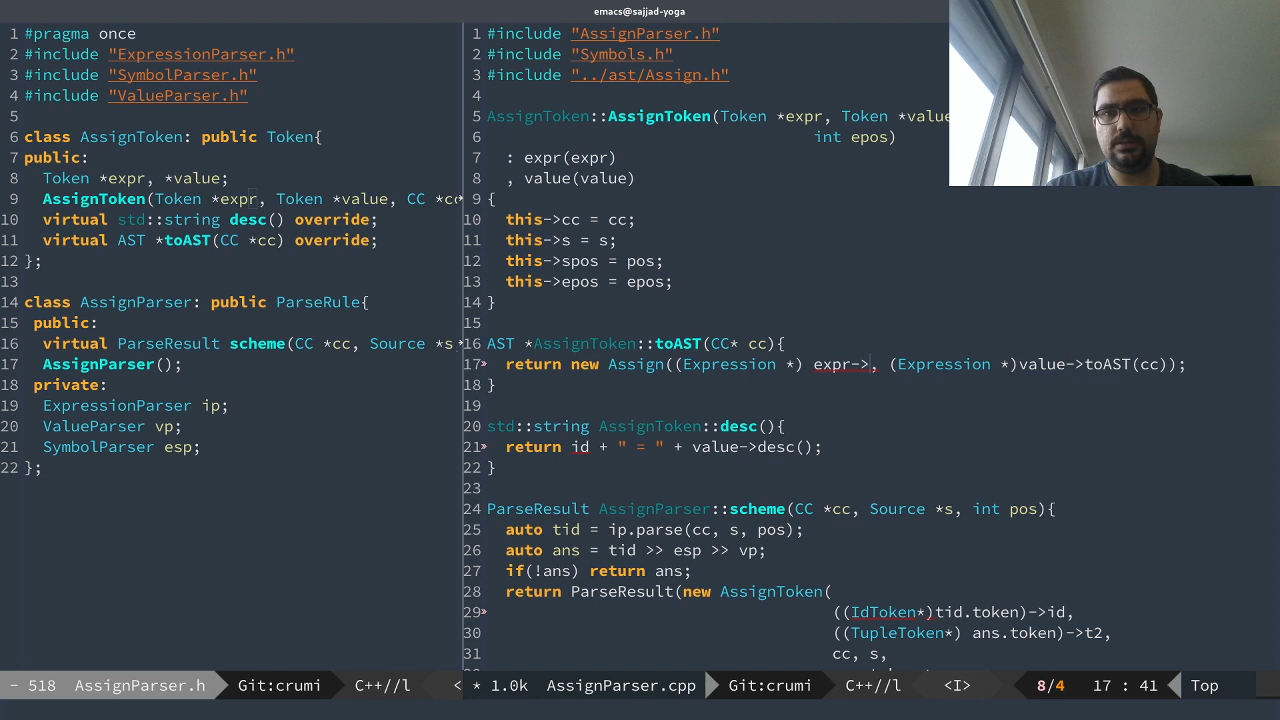 emacs@sajjad-yoga
1 #pragma once
2 #include "ExpressionParser.h"
3 #include "SymbolParser.h"
4 #include "ValueParser.h"
5
6 class AssignToken: public Token{
7 public:
8   Token *expr, *value;
9   AssignToken(Token *expr, Token *value, CC *cc
10   virtual std::string desc() override;
11   virtual AST *toAST(CC *cc) override;
12 };
13
14 class AssignParser: public ParseRule{
15  public:
16   virtual ParseResult scheme(CC *cc, Source *s,
17   AssignParser();
18  private:
19   ExpressionParser ip;
20   ValueParser vp;
21   SymbolParser esp;
22 };
- 518 AssignParser.h Git:crumi C++//l <
1 #include "AssignParser.h"
2 #include "Symbols.h"
3 #include "../ast/Assign.h"
4
5 AssignToken::AssignToken(Token *expr, Token *value
6 int epos)
7   : expr(expr)
8   , value(value)
9 {
10   this->cc = cc;
11   this->s = s;
12   this->spos = pos;
13   this->epos = epos;
14 }
15
16 AST *AssignToken::toAST(CC* cc){
17» return new Assign((Expression *) expr->, (Expression *)value->toAST(cc));
18 }
19
20 std::string AssignToken::desc(){
21» return id + " = " + value->desc();
22 }
23
24 ParseResult AssignParser::scheme(CC *cc, Source *s, int pos){
25   auto tid = ip.parse(cc, s, pos);
26   auto ans = tid >> esp >> vp;
27   if(!ans) return ans;
28   return ParseResult(new AssignToken(
29» ((IdToken*)tid.token)->id,
30 ((TupleToken*) ans.token)->t2,
31 cc, s,
* 1.0k AssignParser.cpp Git:crumi C++//l <I> 8/4 17 : 41 Top